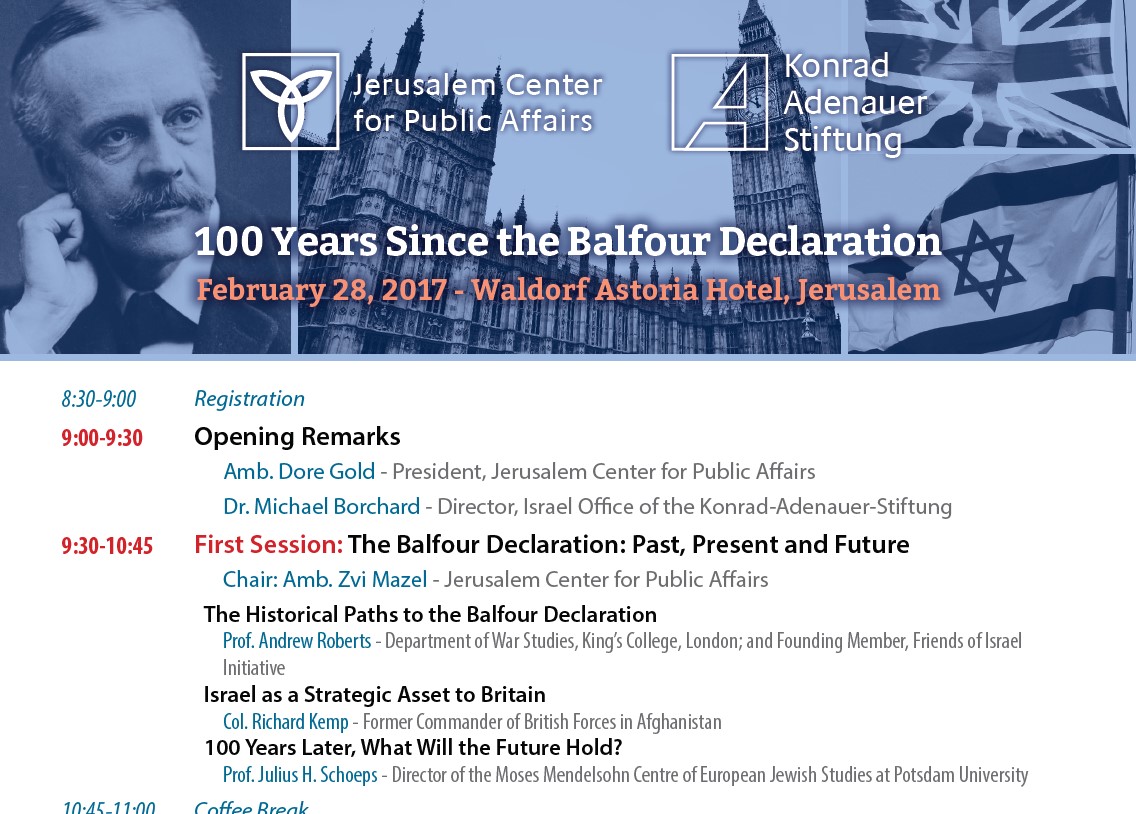 Jerusalem Center
for Public Affairs
Konrad
Adenauer
Stiftung
100 Years Since the Balfour Declaration
February 28, 2017 - Waldorf Astoria Hotel, Jerusalem
8:30-9:00 Registration
9:00-9:30 Opening Remarks
Amb. Dore Gold - President, Jerusalem Center for Public Affairs
Dr. Michael Borchard - Director, Israel Office of the Konrad-Adenauer-Stiftung
9:30-10:45 First Session: The Balfour Declaration: Past, Present and Future
Chair: Amb. Zvi Mazel - Jerusalem Center for Public Affairs
The Historical Paths to the Balfour Declaration
Prof. Andrew Roberts - Department of War Studies, King's College, London; and Founding Member, Friends of Israel
Initiative
Israel as a Strategic Asset to Britain
Col. Richard Kemp - Former Commander of British Forces in Afghanistan
100 Years Later, What Will the Future Hold?
Prof. Julius H. Schoeps - Director of the Moses Mendelsohn Centre of European Jewish Studies at Potsdam University
10:45-11:00 Coffee Break